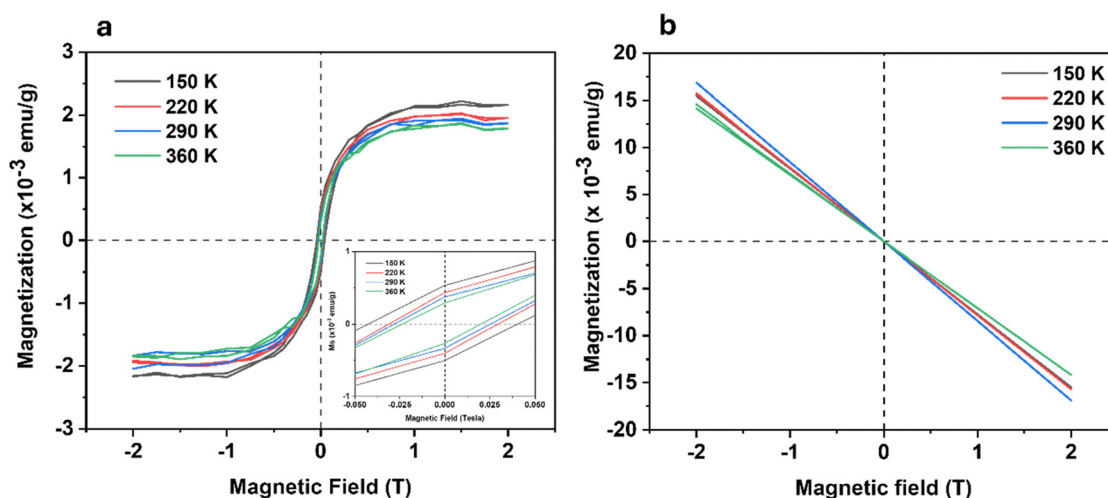 a
3
2
1
0
-1
-2
-3
Magnetization (x10⁻³ emu/g)
150 K
220 K
290 K
360 K
-2 -1 0 1 2
Magnetic Field (T)
1
0
-1
Ms (x10⁻³ emu/g)
150 K
220 K
290 K
360 K
-0.050 -0.025 0.000 0.025 0.050
Magnetic Field (Tesla)
b
20
15
10
5
0
-5
-10
-15
-20
Magnetization (x 10⁻³ emu/g)
150 K
220 K
290 K
360 K
-2 -1 0 1 2
Magnetic field (T)